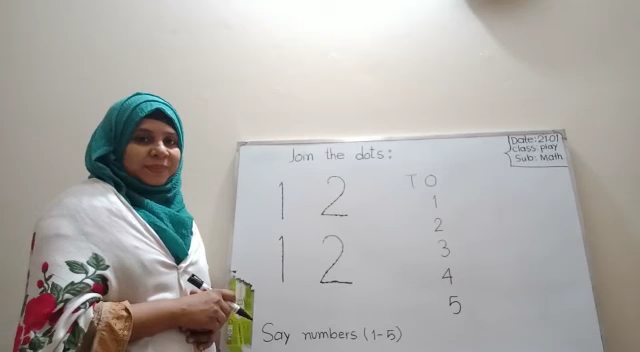 Join the dots:
Date: 21.01
Class: play
Sub: Math
1 2
1 2
T O
1
2
3
4
5
Say numbers (1-5)